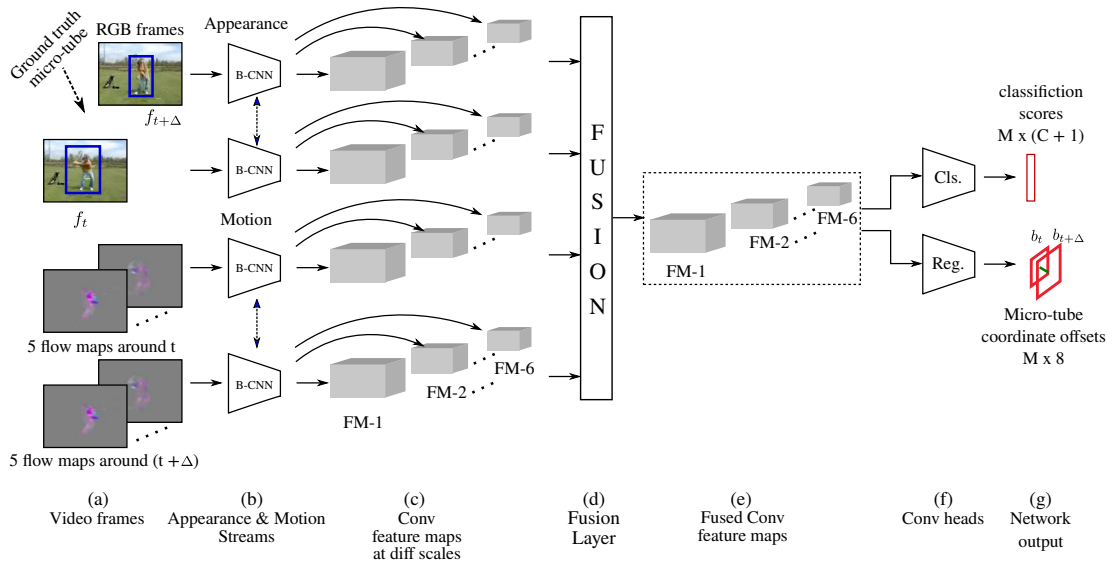 Ground truth
micro-tube
RGB frames
f_{t+Δ}
f_t
5 flow maps around t
5 flow maps around (t +Δ)
Appearance
B-CNN
B-CNN
Motion
B-CNN
B-CNN
FM-1
FM-2
FM-6
FUSION
FM-1
FM-2
FM-6
Cls.
Reg.
classifiction
scores
M x (C + 1)
b_t b_{t+Δ}
Micro-tube
coordinate offsets
M x 8
(a)
Video frames
(b)
Appearance & Motion
Streams
(c)
Conv
feature maps
at diff scales
(d)
Fusion
Layer
(e)
Fused Conv
feature maps
(f)
Conv heads
(g)
Network
output